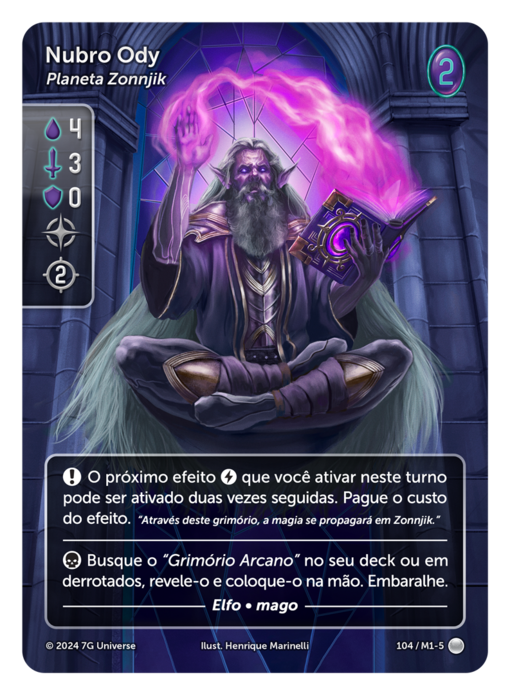 Nubro Ody
Planeta Zonnjik
2
4
3
0
2
O próximo efeito que você ativar neste turno
pode ser ativado duas vezes seguidas. Pague o custo
do efeito. "Através deste grimório, a magia se propagará em Zonnjik."
Busque o "Grimório Arcano" no seu deck ou em
derrotados, revele-o e coloque-o na mão. Embaralhe.
Elfo • mago
© 2024 7G Universe
Ilust. Henrique Marinelli
104 / M1-5